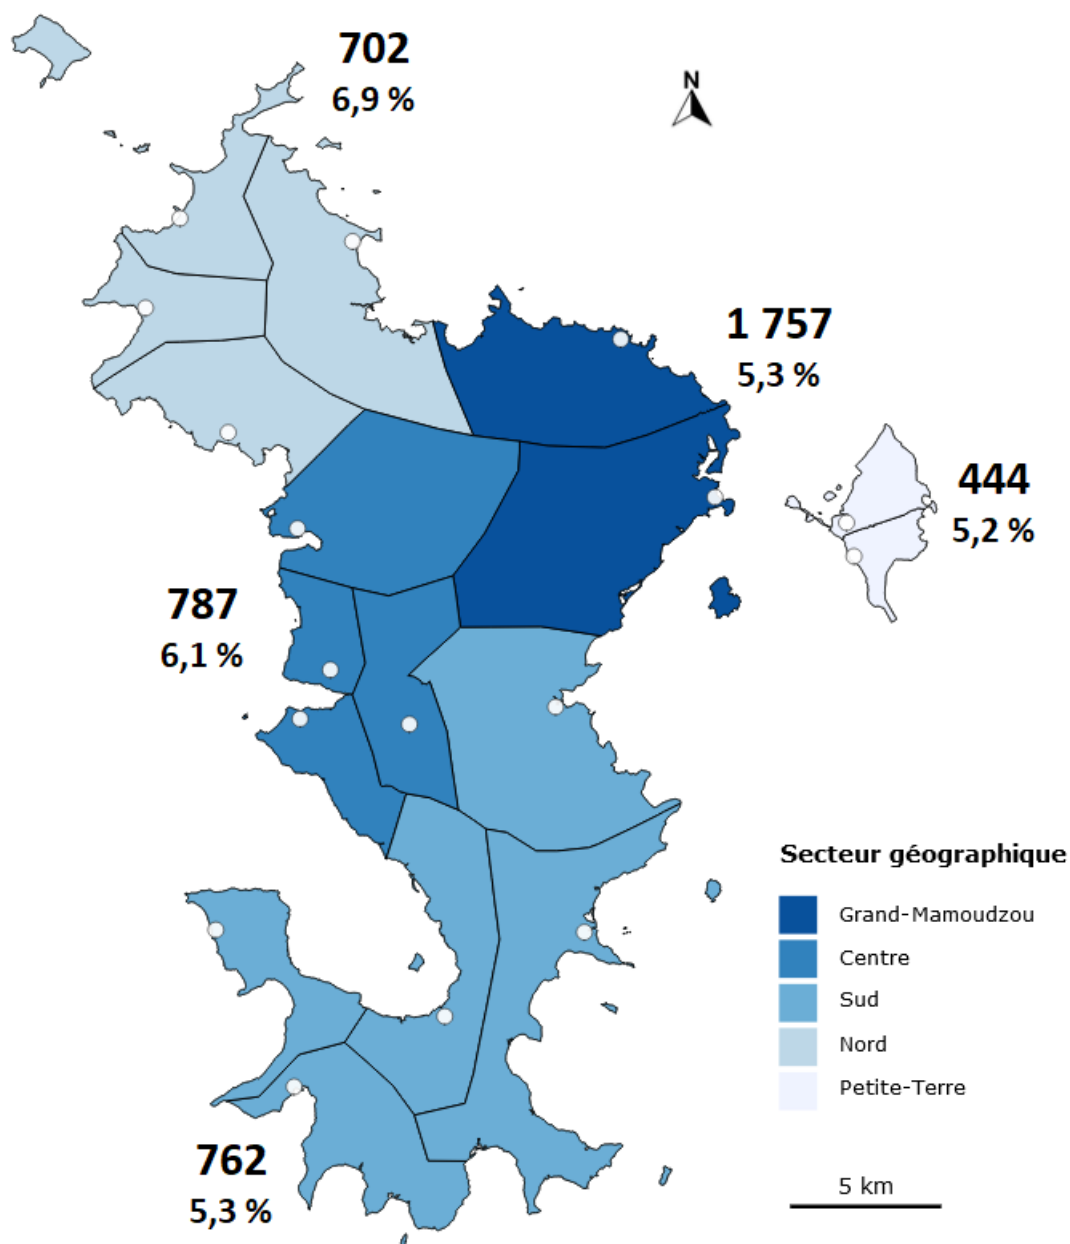 702
6,9 %
N
1 757
5,3 %
444
5,2 %
787
6,1 %
Secteur géographique
Grand-Mamoudzou
Centre
Sud
Nord
Petite-Terre
762
5,3 %
5 km